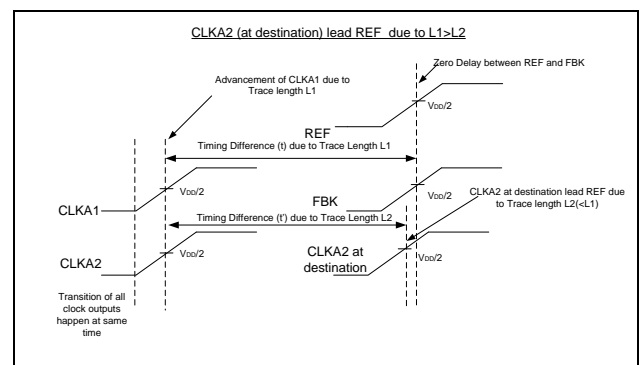 CLKA2 (at destination) lead REF due to L1>L2
Zero Delay between REF and FBK
Advancement of CLKA1 due to
Trace length L1
VDD/2
REF
Timing Difference (t) due to Trace Length L1
VDD/2
CLKA1
FBK
VDD/2
CLKA2 at destination lead REF due
to Trace length L2(<L1)
Timing Difference (t') due to Trace Length L2
VDD/2
CLKA2
CLKA2 at
destination
VDD/2
Transition of all
clock outputs
happen at same
time